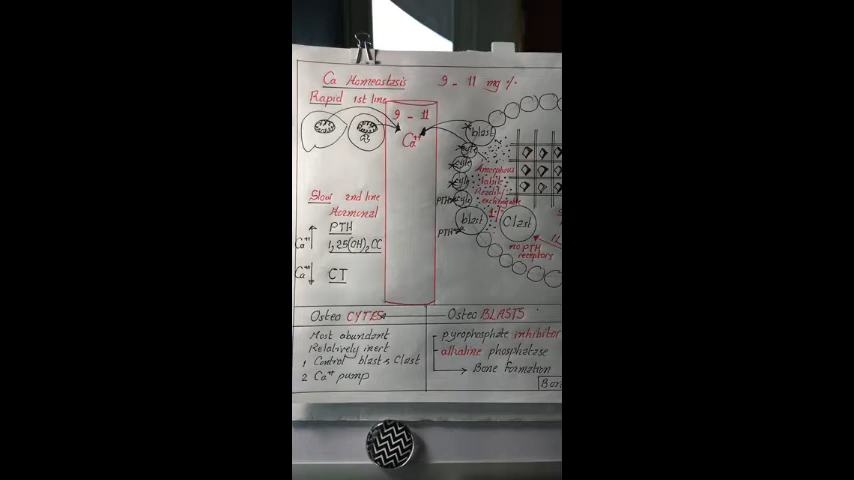 Ca Homeostasis 9 - 11 mg %
Rapid 1st line
9 - 11
Ca++
blast
cyte
cyte
cyte
PTH cyte
blast
PTH
Amorphous
labile
Readily
exchangeable
1%
Clast
no PTH
receptors
Slow 2nd line
Hormonal
Ca++ PTH
1,25(OH)2CC
Ca++ CT
Osteo CYTES
Osteo BLASTS
Most abundant
Relatively inert
1 Control blast & Clast
2 Ca++ pump
pyrophosphate inhibitor
alkaline phosphatase
Bone Formation